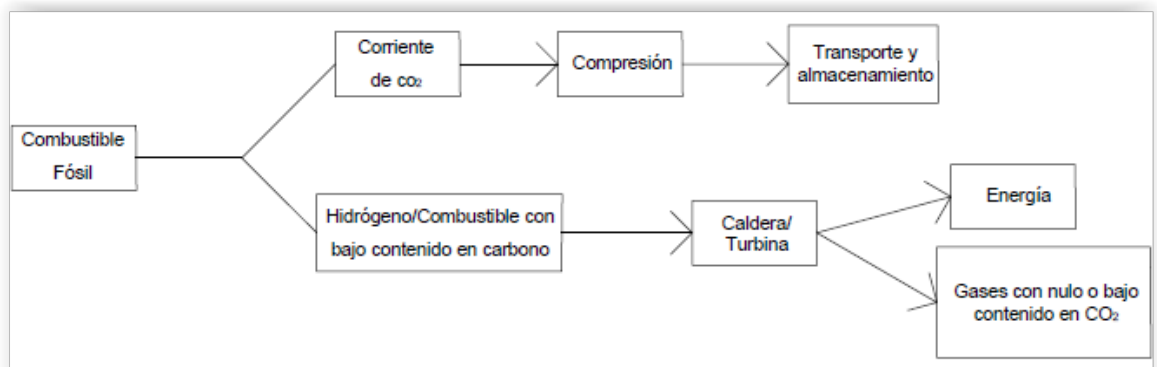 Corriente
de co₂
Compresión
Transporte y
almacenamiento
Combustible
Fósil
Hidrógeno/Combustible con
bajo contenido en carbono
Caldera/
Turbina
Energía
Gases con nulo o bajo
contenido en CO₂